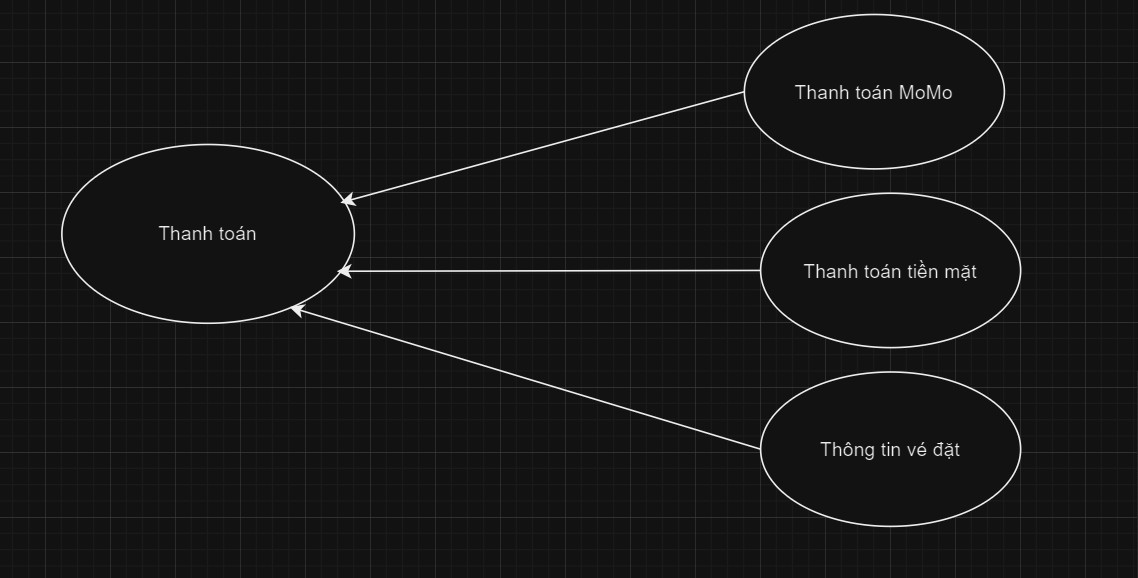 Thanh toán MoMo
Thanh toán
Thanh toán tiền mặt
Thông tin vé đặt